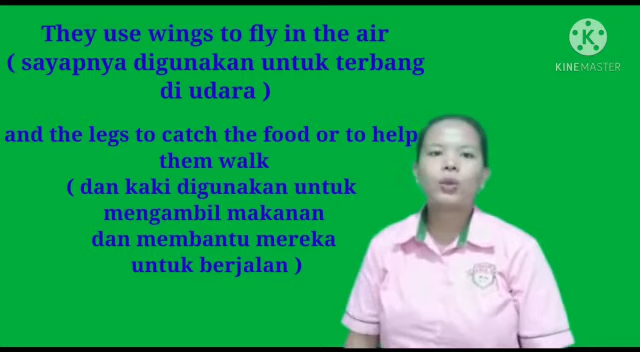 They use wings to fly in the air
( sayapnya digunakan untuk terbang
di udara )
and the legs to catch the food or to help
them walk
( dan kaki digunakan untuk
mengambil makanan
dan membantu mereka
untuk berjalan )
KINEMASTER